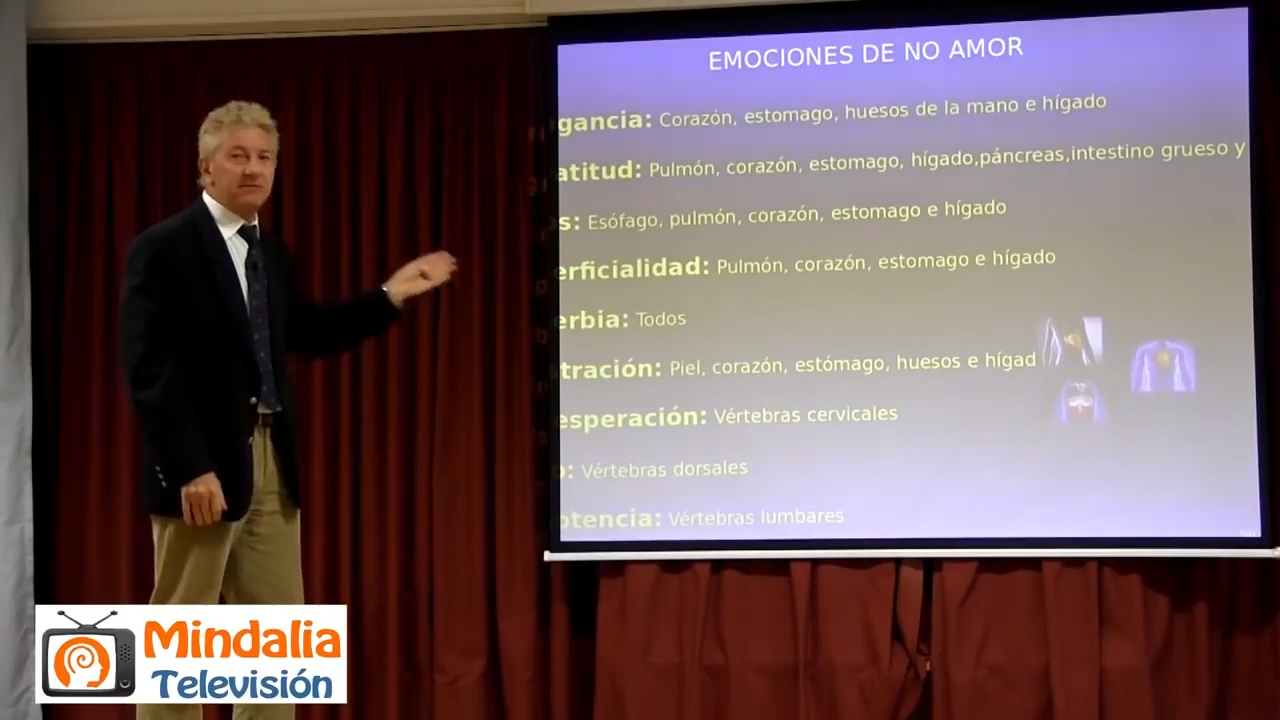 EMOCIONES DE NO AMOR
gancia: Corazón, estomago, huesos de la mano e hígado
atitud: Pulmón, corazón, estomago, hígado,páncreas,intestino grueso y
s: Esófago, pulmón, corazón, estomago e hígado
erficialidad: Pulmón, corazón, estomago e hígado
erbia: Todos
tración: Piel, corazón, estómago, huesos e hígad
esperación: Vértebras cervicales
o: Vértebras dorsales
otencia: Vértebras lumbares
Mindalia
Televisión